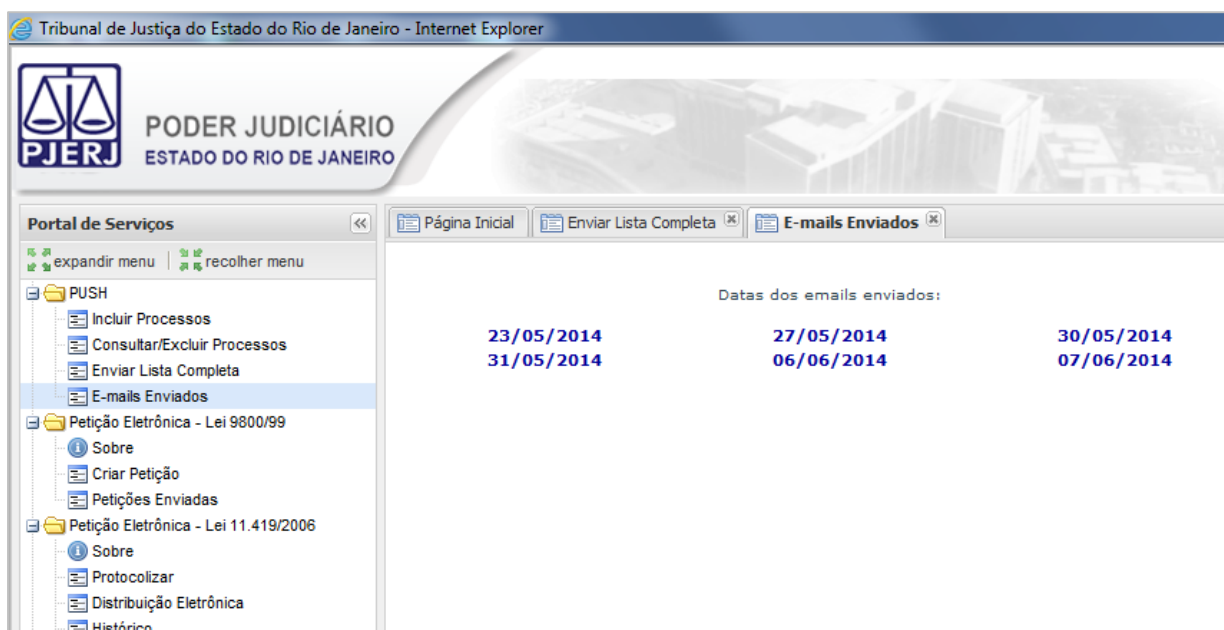 Tribunal de Justiça do Estado do Rio de Janeiro - Internet Explorer
PJERJ
PODER JUDICIÁRIO
ESTADO DO RIO DE JANEIRO
Portal de Serviços
expandir menu | recolher menu
PUSH
Incluir Processos
Consultar/Excluir Processos
Enviar Lista Completa
E-mails Enviados
Petição Eletrônica - Lei 9800/99
Sobre
Criar Petição
Petições Enviadas
Petição Eletrônica - Lei 11.419/2006
Sobre
Protocolizar
Distribuição Eletrônica
Histórico
Página Inicial Enviar Lista Completa E-mails Enviados
Datas dos emails enviados:
23/05/2014 27/05/2014 30/05/2014
31/05/2014 06/06/2014 07/06/2014